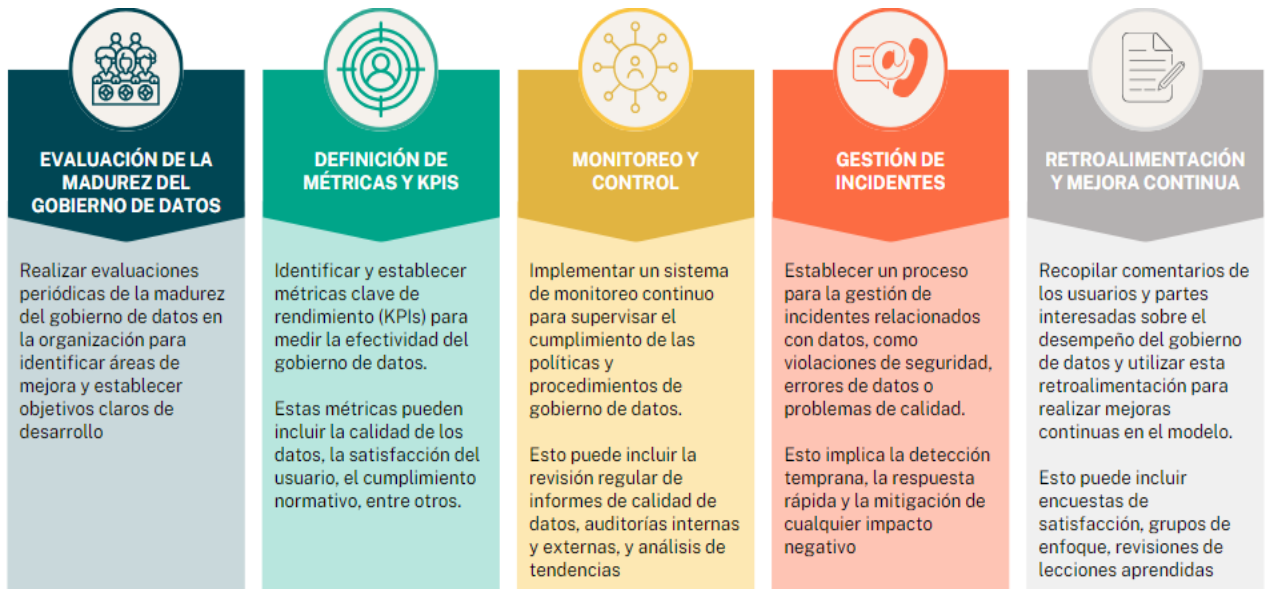 EVALUACIÓN DE LA
MADUREZ DEL
GOBIERNO DE DATOS
Realizar evaluaciones
periódicas de la madurez
del gobierno de datos en
la organización para
identificar áreas de
mejora y establecer
objetivos claros de
desarrollo
DEFINICIÓN DE
MÉTRICAS Y KPIS
Identificar y establecer
métricas clave de
rendimiento (KPIs) para
medir la efectividad del
gobierno de datos.
Estas métricas pueden
incluir la calidad de los
datos, la satisfacción del
usuario, el cumplimiento
normativo, entre otros.
MONITOREO Y
CONTROL
Implementar un sistema
de monitoreo continuo
para supervisar el
cumplimiento de las
políticas y
procedimientos de
gobierno de datos.
Esto puede incluir la
revisión regular de
informes de calidad de
datos, auditorías internas
y externas, y análisis de
tendencias
GESTIÓN DE
INCIDENTES
Establecer un proceso
para la gestión de
incidentes relacionados
con datos, como
violaciones de seguridad,
errores de datos o
problemas de calidad.
Esto implica la detección
temprana, la respuesta
rápida y la mitigación de
cualquier impacto
negativo
RETROALIMENTACIÓN
Y MEJORA CONTINUA
Recopilar comentarios de
los usuarios y partes
interesadas sobre el
desempeño del gobierno
de datos y utilizar esta
retroalimentación para
realizar mejoras
continuas en el modelo.
Esto puede incluir
encuestas de
satisfacción, grupos de
enfoque, revisiones de
lecciones aprendidas